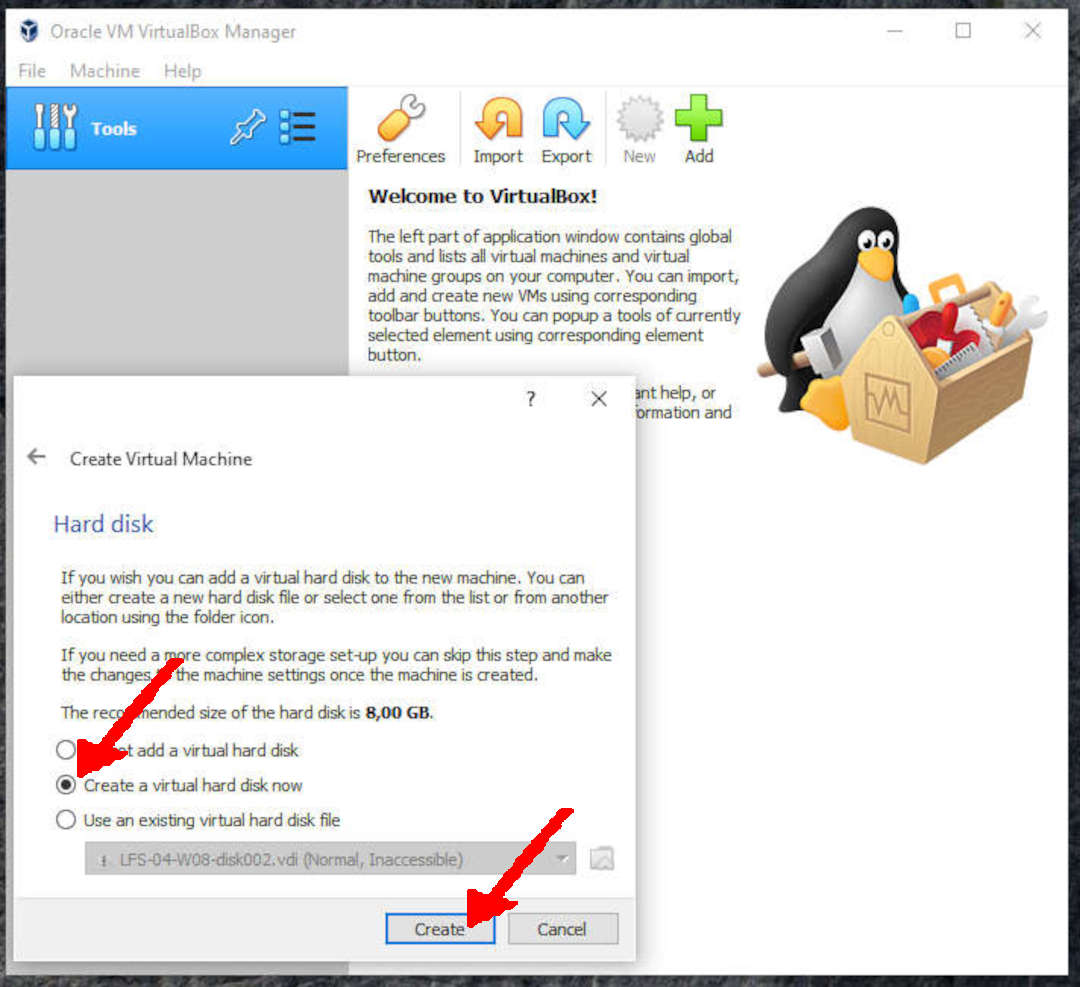 Oracle VM VirtualBox Manager
File Machine Help
Tools
Preferences Import Export New Add
Welcome to VirtualBox!
The left part of application window contains global
tools and lists all virtual machines and virtual
machine groups on your computer. You can import,
add and create new VMs using corresponding
toolbar buttons. You can popup a tools of currently
selected element using corresponding element
button.
ant help, or
formation and
?
Create Virtual Machine
Hard disk
If you wish you can add a virtual hard disk to the new machine. You can
either create a new hard disk file or select one from the list or from another
location using the folder icon.
If you need a more complex storage set-up you can skip this step and make
the changes the machine settings once the machine is created.
The recommended size of the hard disk is 8,00 GB.
add a virtual hard disk
Create a virtual hard disk now
Use an existing virtual hard disk file
LFS-04-W08-disk002.vdi (Normal, Inaccessible)
Create Cancel